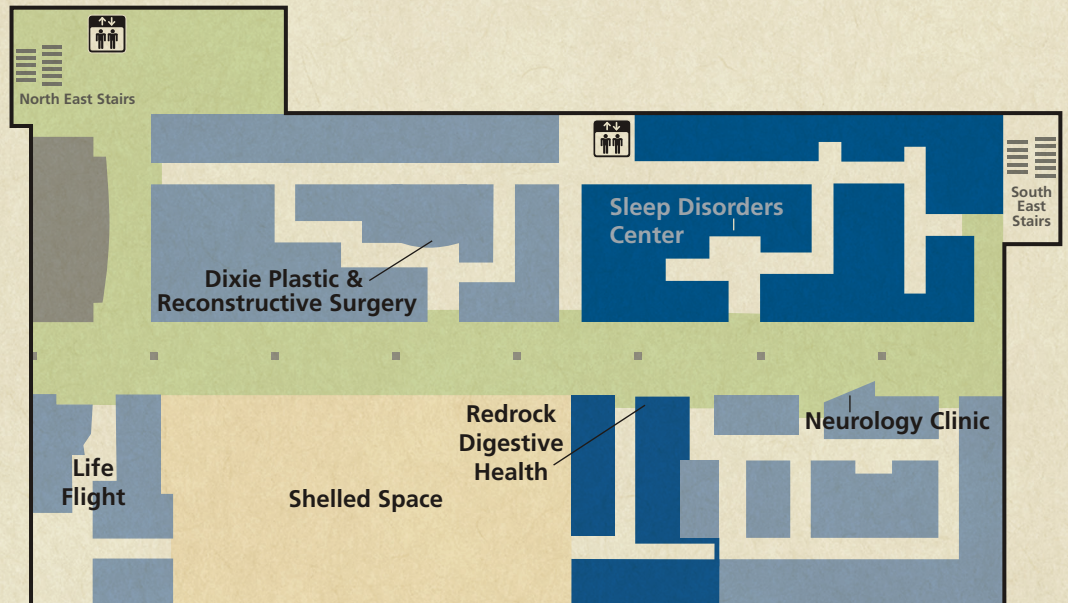 North East Stairs
South
East
Stairs
Sleep Disorders
Center
Dixie Plastic &
Reconstructive Surgery
Redrock
Digestive
Health
Neurology Clinic
Life
Flight
Shelled Space